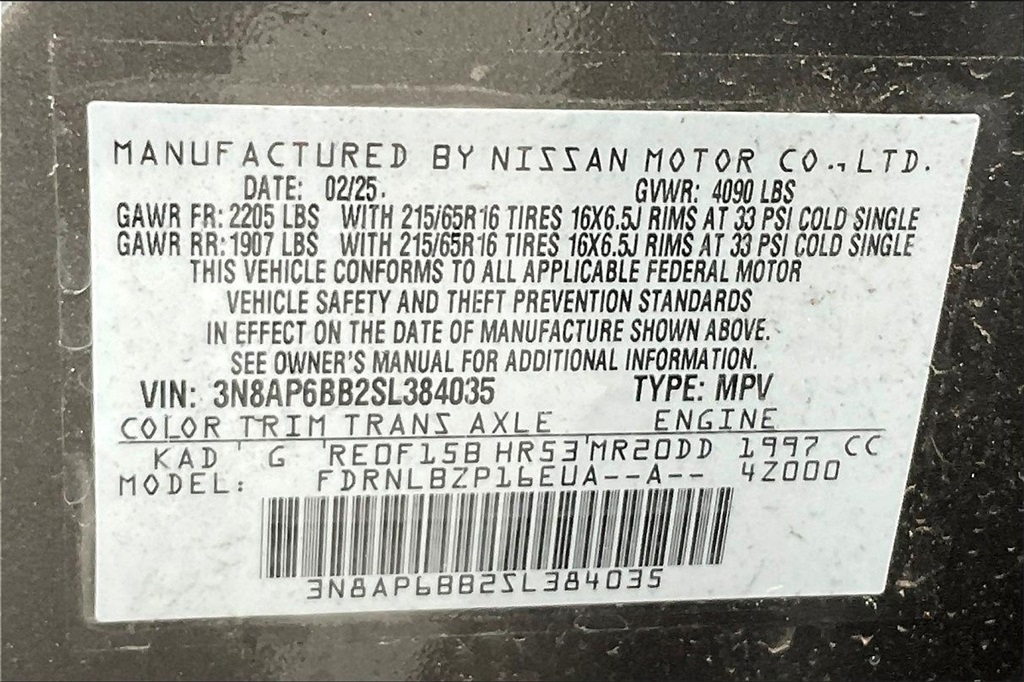 MANUFACTURED BY NISSAN MOTOR CO., LTD.
DATE: 02/25. GVWR: 4090 LBS
GAWR FR: 2205 LBS WITH 215/65R16 TIRES 16X6.5J RIMS AT 33 PSI COLD SINGLE
GAWR RR: 1907 LBS WITH 215/65R16 TIRES 16X6.5J RIMS AT 33 PSI COLD SINGLE
THIS VEHICLE CONFORMS TO ALL APPLICABLE FEDERAL MOTOR
VEHICLE SAFETY AND THEFT PREVENTION STANDARDS
IN EFFECT ON THE DATE OF MANUFACTURE SHOWN ABOVE.
SEE OWNER'S MANUAL FOR ADDITIONAL INFORMATION.
VIN: 3N8AP6BB2SL384035 TYPE: MPV
COLOR TRIM TRANS AXLE ENGINE
KAD G RE0F15B HR53 MR20DD 1997 CC
MODEL: FDRNLBZP16EUA--A-- 4Z000
3N8AP6BB2SL384035